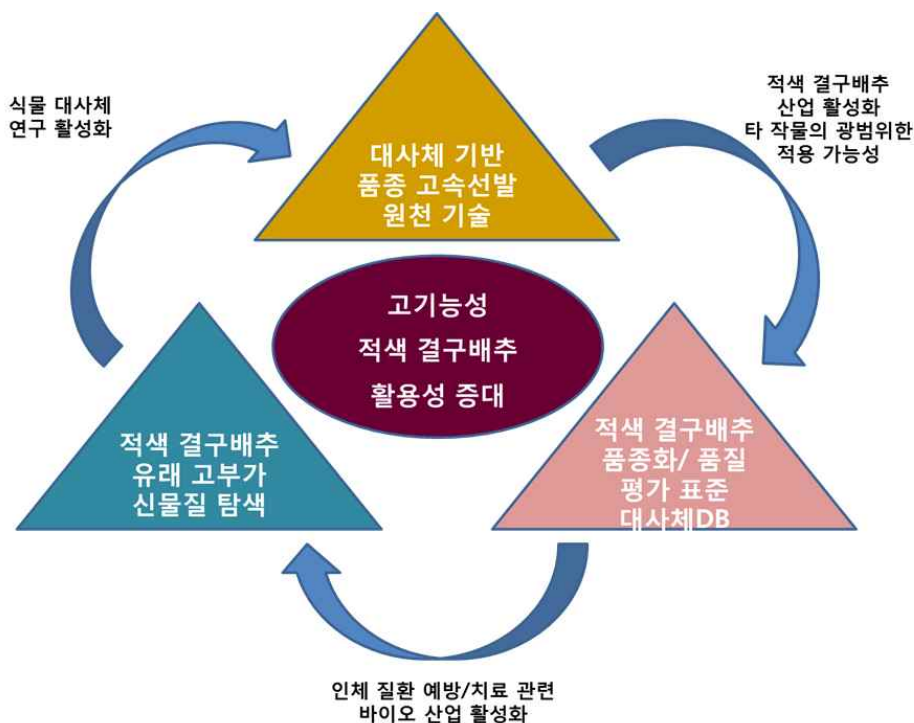 식물 대사체
연구 활성화
적색 결구배추
산업 활성화
타 작물의 광범위한
적용 가능성
대사체 기반
품종 고속선발
원천 기술
고기능성
적색 결구배추
활용성 증대
적색 결구배추
유래 고부가
신물질 탐색
적색 결구배추
품종화/ 품질
평가 표준
대사체DB
인체 질환 예방/치료 관련
바이오 산업 활성화